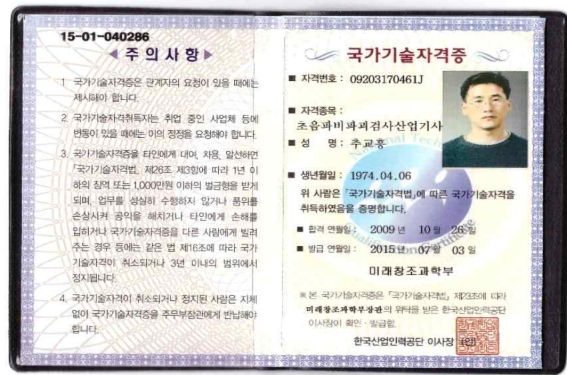 15-01-040286
주 의 사 항
1. 국가기술자격증은 관계자의 요청이 있을 때에는
제시해야 합니다.
2. 국가기술자격취득자는 취업 중인 사업체 등에
변동이 있을 때에는 이의 정정을 요청해야 합니다.
3. 국가기술자격증을 타인에게 대여, 차용, 알선하면
「국가기술자격법」 제26조 제3항에 따라 1년 이
하의 징역 또는 1,000만원 이하의 벌금형을 받게
되며, 업무를 성실히 수행하지 않거나 품위를
손상시켜 공익을 해치거나 타인에게 손해를
입히거나 국가기술자격증을 다른 사람에게 빌려
주는 경우 등에는 같은 법 제16조에 따라 국가
기술자격이 취소되거나 3년 이내의 범위에서
정지됩니다.
4. 국가기술자격이 취소되거나 정지된 사람은 지체
없이 국가기술자격증을 주무부장관에게 반납해야
합니다.
국가기술자격증
■ 자격번호 : 09203170461J
■ 자격종목 :
초음파비파괴검사산업기사
■ 성 명 : 추교홍
■ 생년월일 : 1974.04.06
위 사람은 「국가기술자격법」에 따른 국가기술자격을
취득하였음을 증명합니다.
■ 합격 연월일 : 2009 년 10 월 26 일
■ 발급 연월일 : 2015 년 07 월 03 일
미래창조과학부
※ 본 국가기술자격증은 「국가기술자격법」 제23조에 따라
미래창조과학부장관의 위탁을 받은 한국산업인력공단
이사장이 확인·발급함.
한국산업인력공단 이사장 (인)